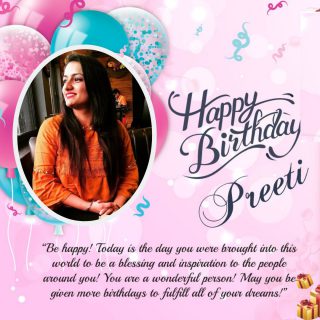 Happy
Birthday
Preeti
“Be happy! Today is the day you were brought into this
world to be a blessing and inspiration to the people
around you! You are a wonderful person! May you be
given more birthdays to fulfill all of your dreams!”